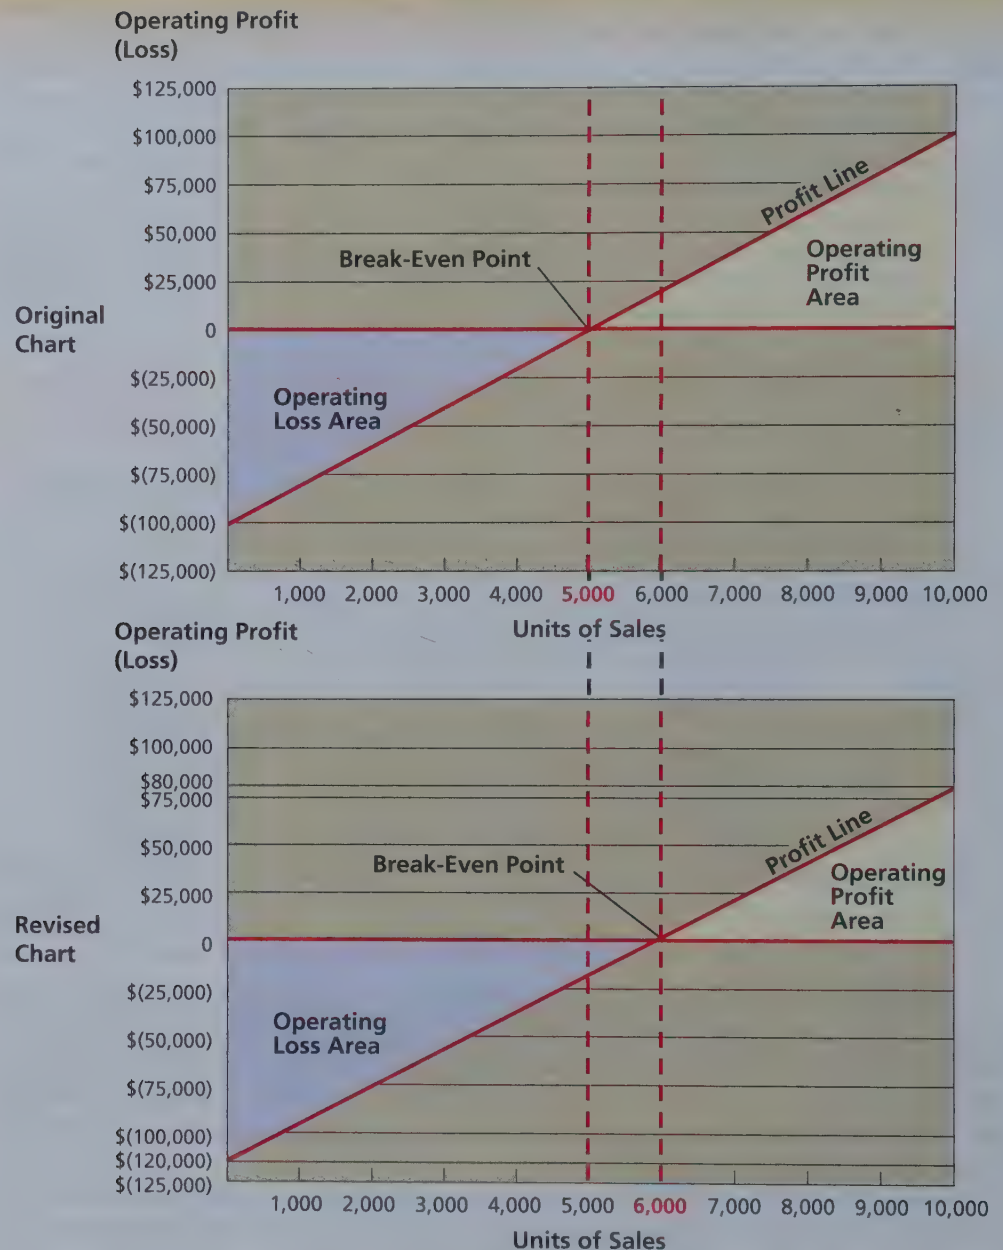 Operating Profit
(Loss)
$125,000
$100,000
$75,000
$50,000
$25,000
0
$(25,000)
$(50,000)
$(75,000)
$(100,000)
$(125,000)
Original
Chart
Break-Even Point
Profit Line
Operating
Profit
Area
Operating
Loss Area
1,000 2,000 3,000 4,000 5,000 6,000 7,000 8,000 9,000 10,000
Units of Sales
Operating Profit
(Loss)
$125,000
$100,000
$80,000
$75,000
$50,000
$25,000
0
$(25,000)
$(50,000)
$(75,000)
$(100,000)
$(120,000)
$(125,000)
Revised
Chart
Break-Even Point
Profit Line
Operating
Profit
Area
Operating
Loss Area
1,000 2,000 3,000 4,000 5,000 6,000 7,000 8,000 9,000 10,000
Units of Sales